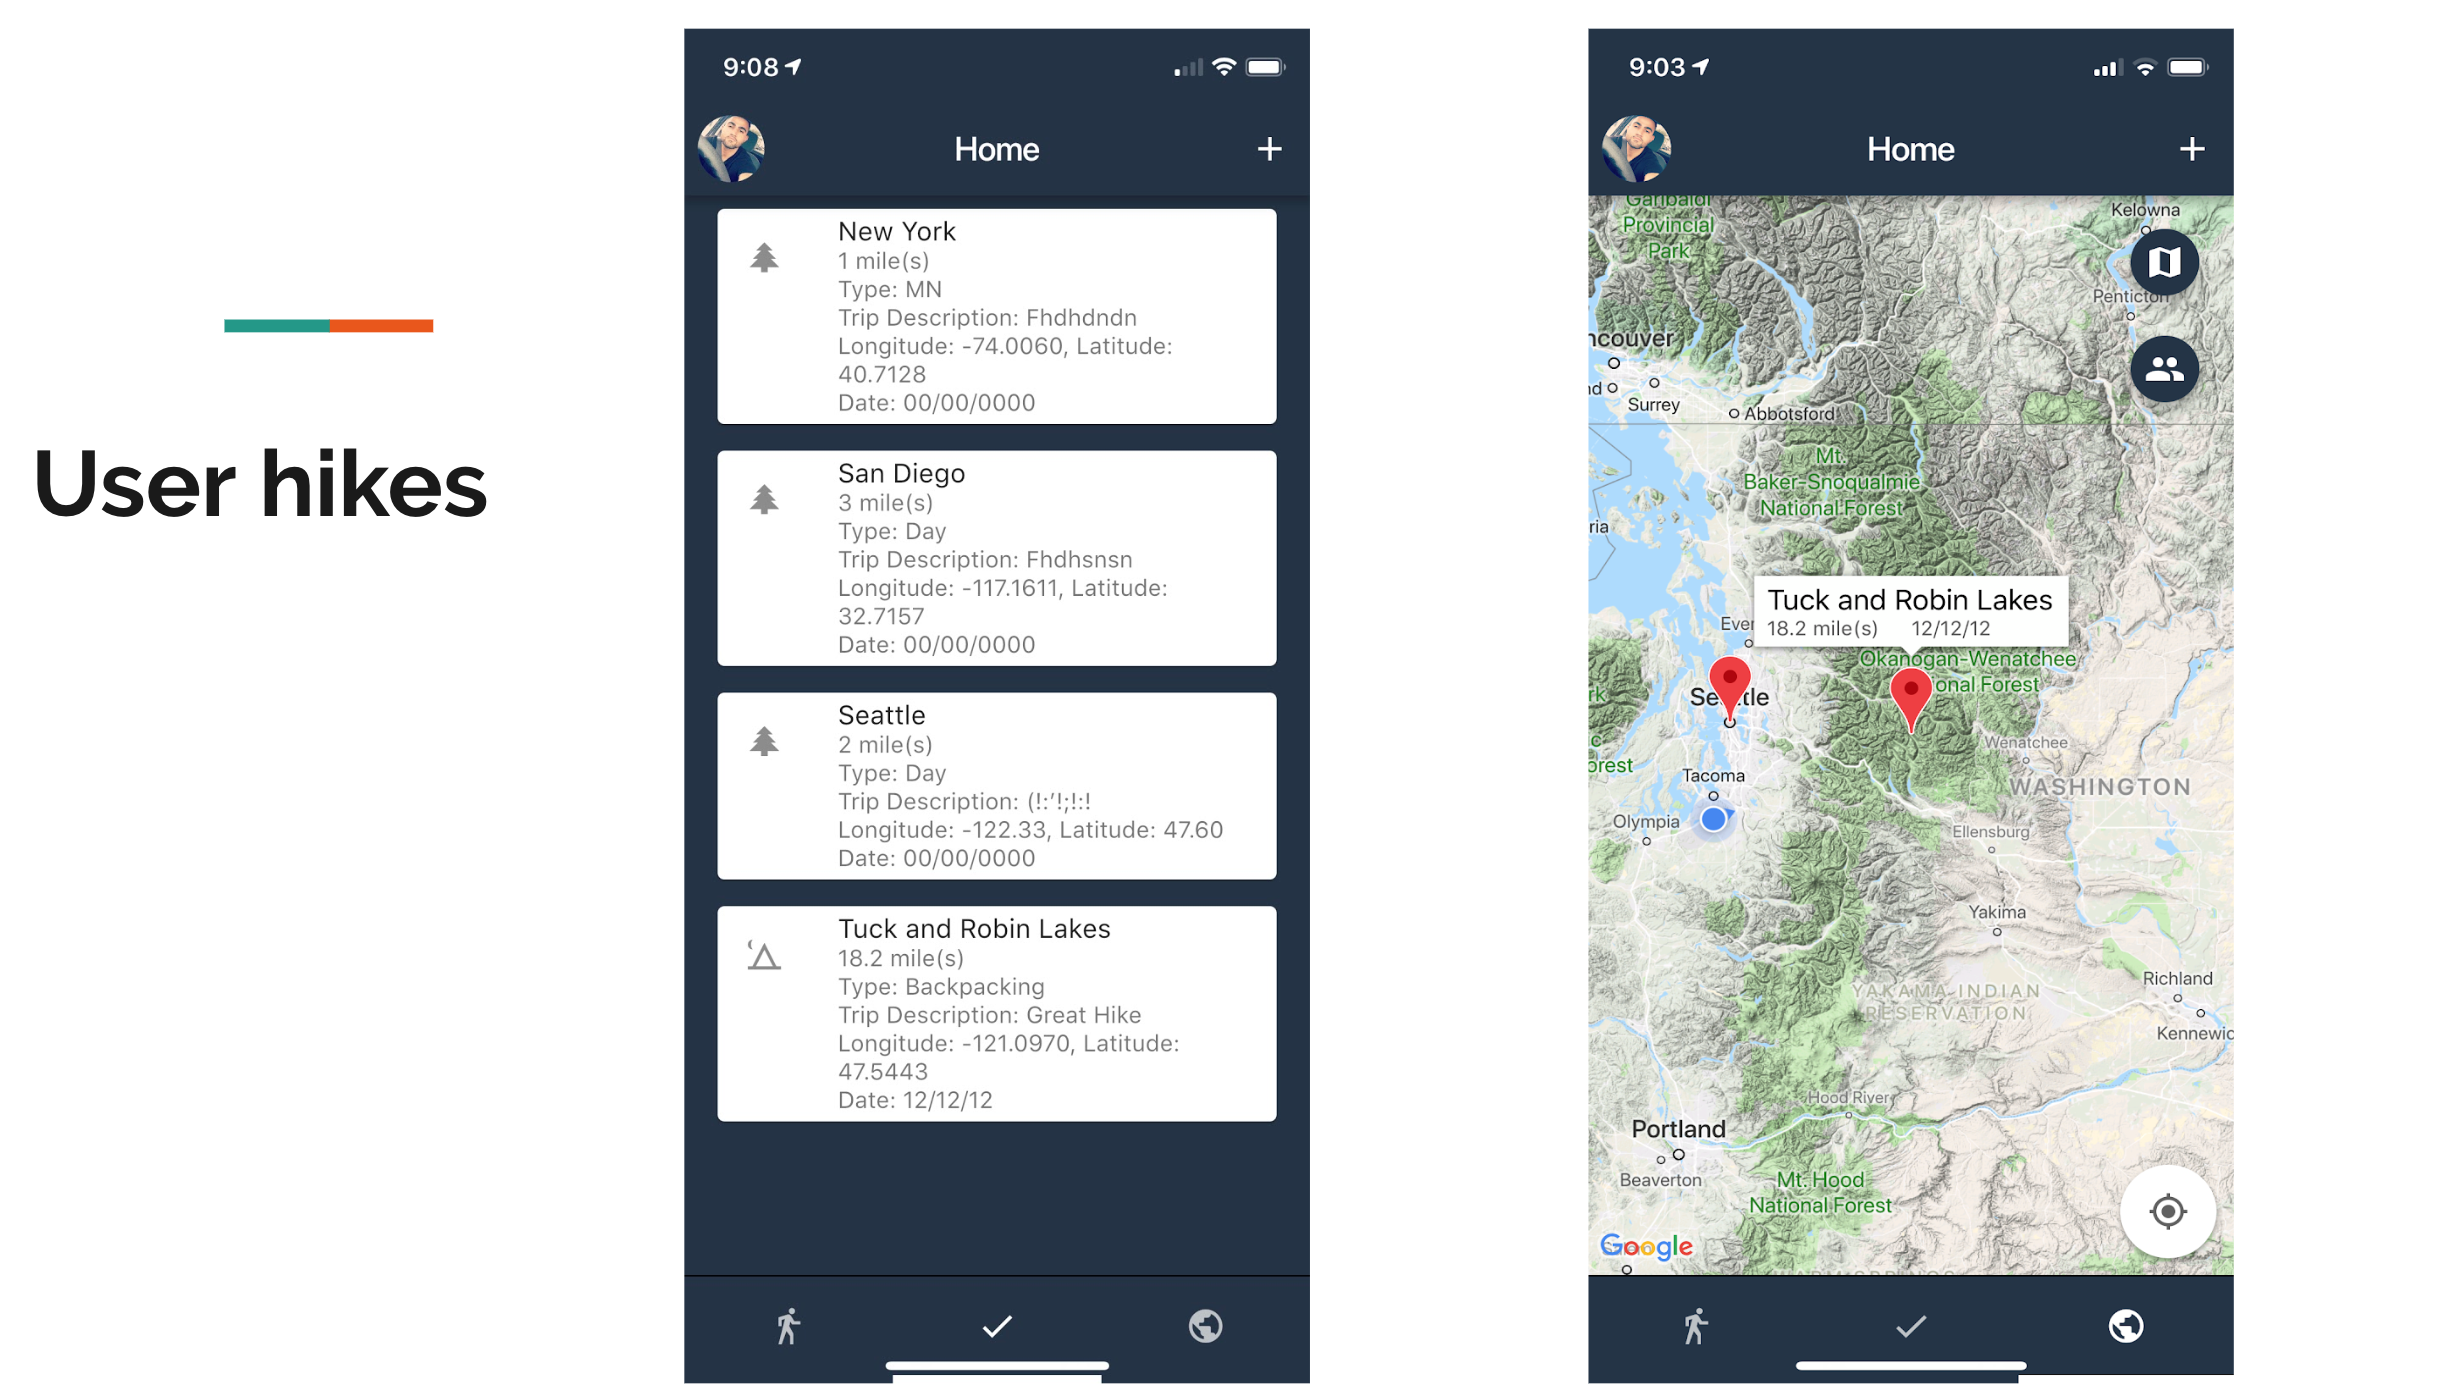 User hikes
9:08
Home
New York
1 mile(s)
Type: MN
Trip Description: Fhdhdndn
Longitude: -74.0060, Latitude:
40.7128
Date: 00/00/0000
San Diego
3 mile(s)
Type: Day
Trip Description: Fhdhsnsn
Longitude: -117.1611, Latitude:
32.7157
Date: 00/00/0000
Seattle
2 mile(s)
Type: Day
Trip Description: (!:’!;!:!
Longitude: -122.33, Latitude: 47.60
Date: 00/00/0000
Tuck and Robin Lakes
18.2 mile(s)
Type: Backpacking
Trip Description: Great Hike
Longitude: -121.0970, Latitude:
47.5443
Date: 12/12/12
9:03
Home
Garibaldi
Provincial
Park
Kelowna
Penticton
ncouver
nd
Surrey
Abbotsford
Mt.
Baker-Snoqualmie
National Forest
ria
Tuck and Robin Lakes
18.2 mile(s) 12/12/12
Ever
Okanogan-Wenatchee
onal Forest
rk
Seattle
Wenatchee
c
orest
Tacoma
WASHINGTON
Olympia
Ellensburg
Yakima
Richland
YAKAMA INDIAN
RESERVATION
Kennewic
Hood River
Portland
Beaverton
Mt. Hood
National Forest
Google